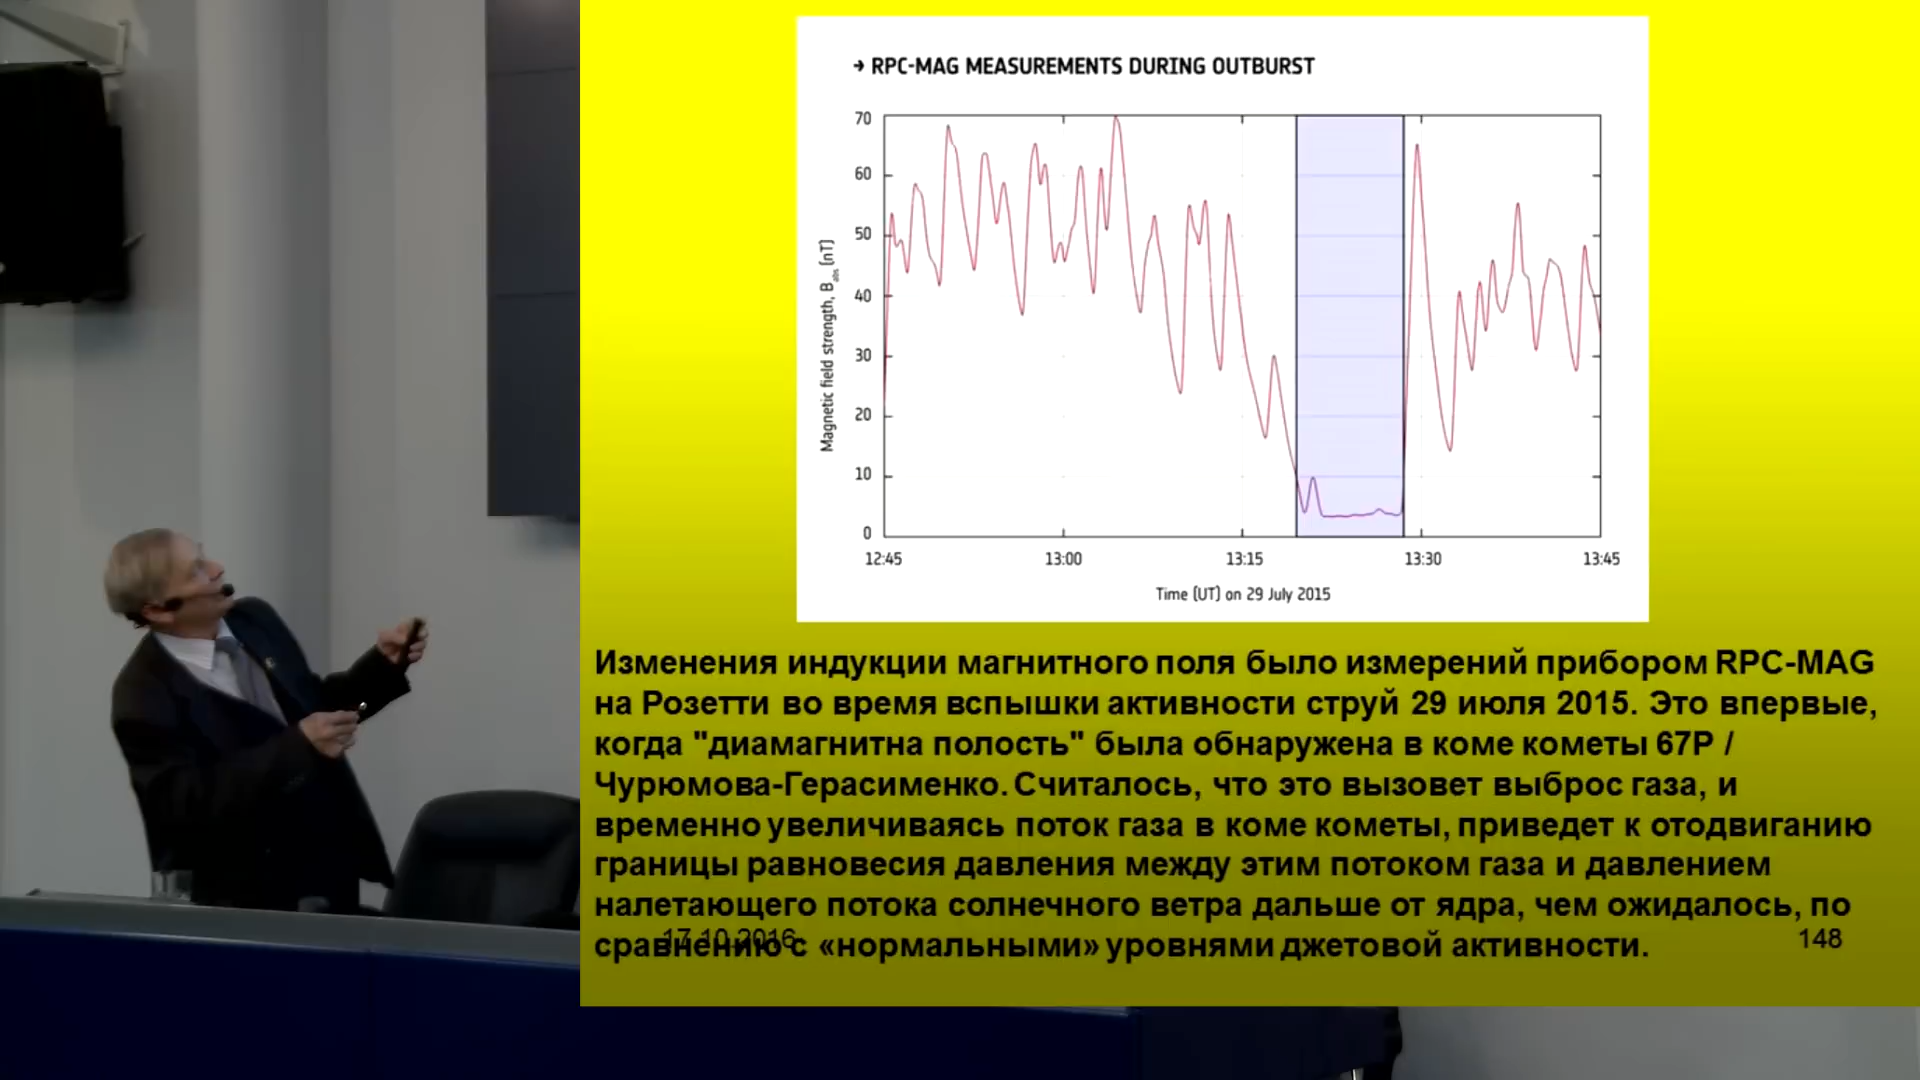 → RPC-MAG MEASUREMENTS DURING OUTBURST
70
60
50
40
30
20
10
0
Magnetic field strength, B abs [nT]
12:45 13:00 13:15 13:30 13:45
Time [UT] on 29 July 2015
Изменения индукции магнитного поля было измерений прибором RPC-MAG
на Розетти во время вспышки активности струй 29 июля 2015. Это впервые,
когда "диамагнитна полость" была обнаружена в коме кометы 67P /
Чурюмова-Герасименко. Считалось, что это вызовет выброс газа, и
временно увеличиваясь поток газа в коме кометы, приведет к отодвиганию
границы равновесия давления между этим потоком газа и давлением
налетающего потока солнечного ветра дальше от ядра, чем ожидалось, по
сравнению с «нормальными» уровнями джетовой активности.
17.10.2016
148